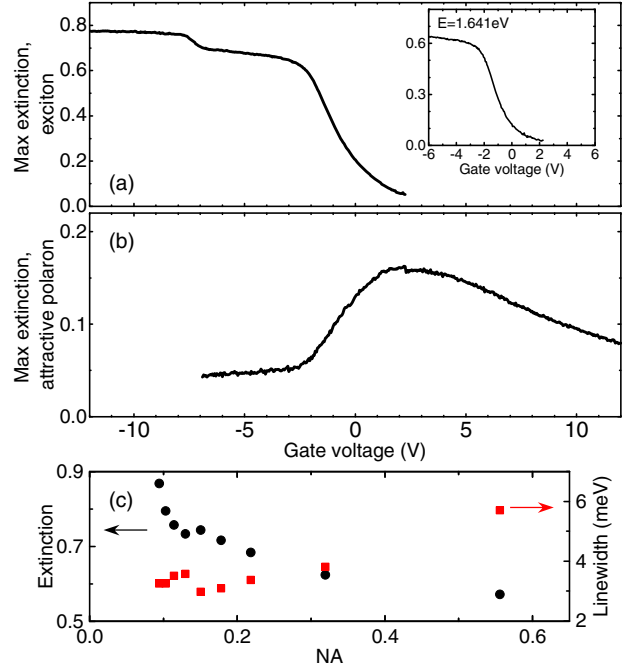 0.8
0.6
0.4
0.2
0.0
Max extinction,
exciton
(a)
E=1.641eV
0.6
0.3
0.0
-6 -4 -2 0 2 4 6
Gate voltage (V)
0.2
0.1
0.0
Max extinction,
attractive polaron
(b)
-10 -5 0 5 10
Gate voltage (V)
0.9
0.7
0.5
Extinction
(c)
6
4
2
Linewidth (meV)
0.0 0.2 0.4 0.6
NA